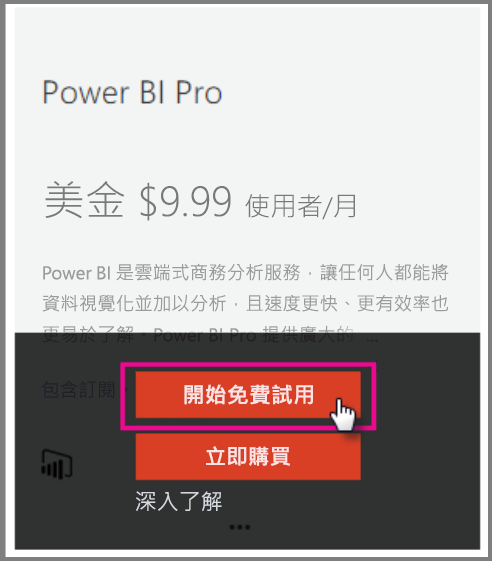 Power BI Pro
美金 $9.99 使用者/月
Power BI 是雲端式商務分析服務，讓任何人都能將
資料視覺化並加以分析，且速度更快、更有效率也
更易於了解。Power BI Pro 提供廣大的 ...
包含訂閱。
開始免費試用
立即購買
深入了解
•••